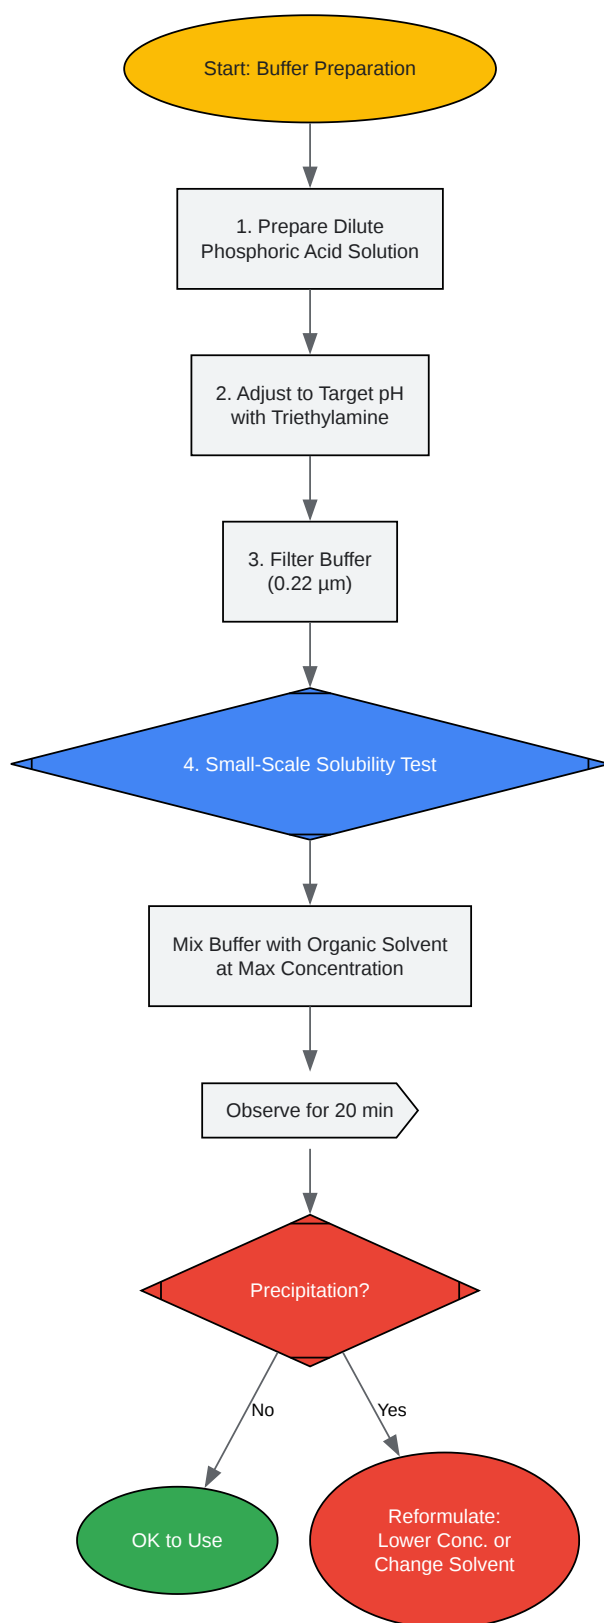 Start: Buffer Preparation
1. Prepare Dilute
Phosphoric Acid Solution
2. Adjust to Target pH
with Triethylamine
3. Filter Buffer
(0.22 µm)
4. Small-Scale Solubility Test
Mix Buffer with Organic Solvent
at Max Concentration
Observe for 20 min
Precipitation?
No
Yes
OK to Use
Reformulate:
Lower Conc. or
Change Solvent